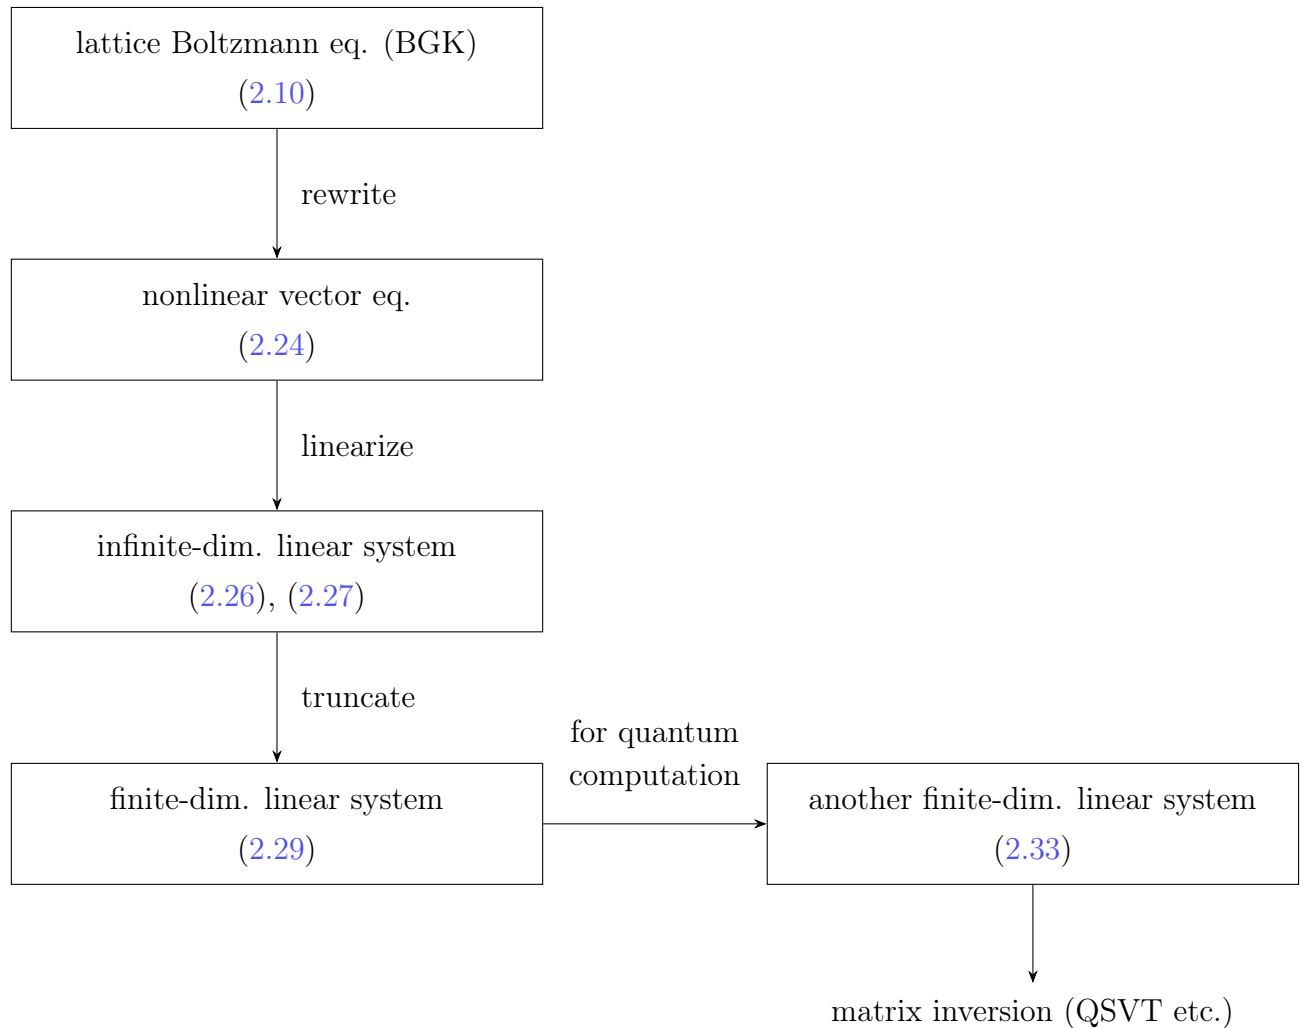 lattice Boltzmann eq. (BGK)
(2.10)
rewrite
nonlinear vector eq.
(2.24)
linearize
infinite-dim. linear system
(2.26), (2.27)
truncate
for quantum
computation
finite-dim. linear system
(2.29)
another finite-dim. linear system
(2.33)
matrix inversion (QSVT etc.)